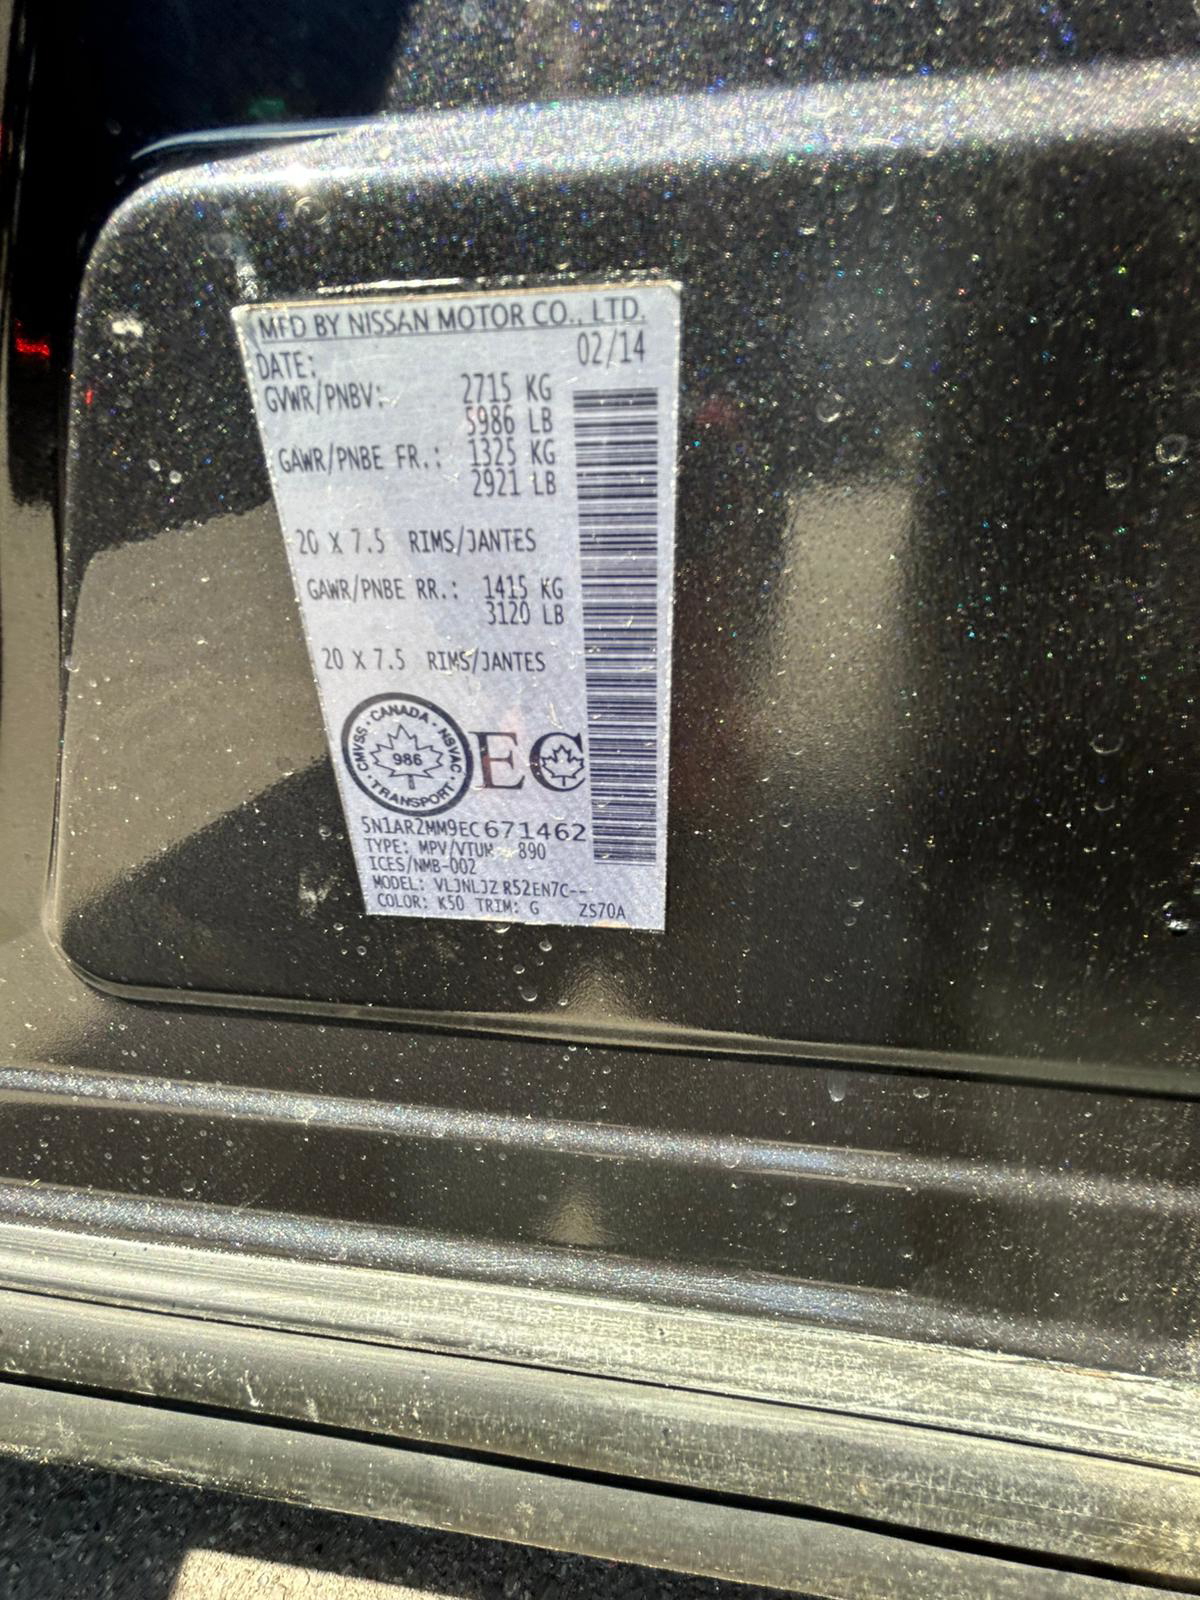 MFD BY NISSAN MOTOR CO., LTD.
DATE: 02/14
GVWR/PNBV: 2715 KG
5986 LB
GAWR/PNBE FR.: 1325 KG
2921 LB
20 X 7.5 RIMS/JANTES
GAWR/PNBE RR.: 1415 KG
3120 LB
20 X 7.5 RIMS/JANTES
CANADA · NSVAC · TRANSPORT · CMVSS ·
986
EC
5N1AR2MM9EC671462
TYPE: MPV/VTUM 890
ICES/NMB-002
MODEL: VLJNLJZ R52EN7C--
COLOR: K50 TRIM: G ZS70A